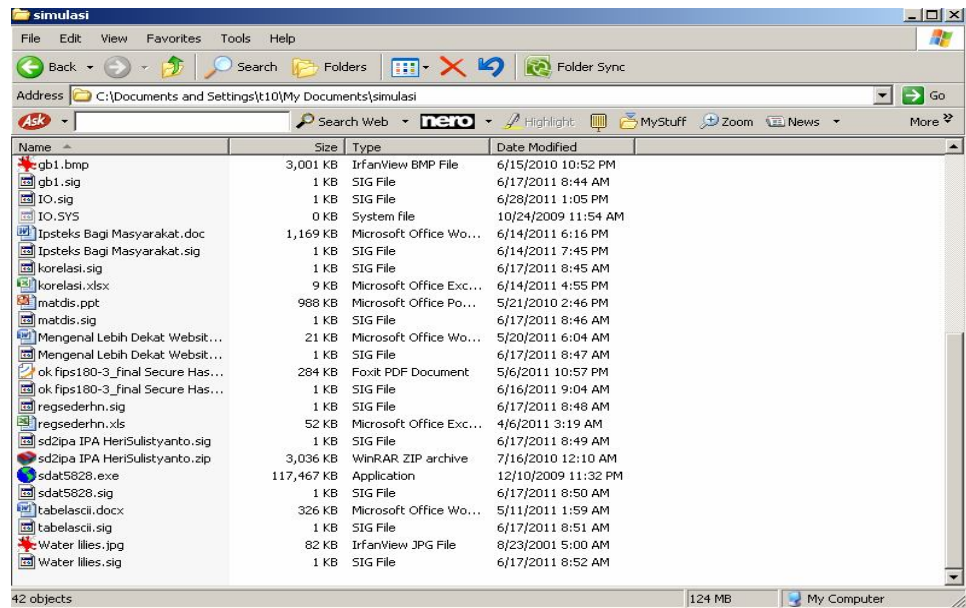 simulasi
File Edit View Favorites Tools Help
Back Search Folders Folder Sync
Address C:\Documents and Settings\t10\My Documents\simulasi Go
Ask Search Web nero Highlight MyStuff Zoom News More
Name Size Type Date Modified
gb1.bmp 3,001 KB IrfanView BMP File 6/15/2010 10:52 PM
gb1.sig 1 KB SIG File 6/17/2011 8:44 AM
IO.sig 1 KB SIG File 6/28/2011 1:05 PM
IO.SYS 0 KB System file 10/24/2009 11:54 AM
Ipsteks Bagi Masyarakat.doc 1,169 KB Microsoft Office Wo... 6/14/2011 6:16 PM
Ipsteks Bagi Masyarakat.sig 1 KB SIG File 6/14/2011 7:45 PM
korelasi.sig 1 KB SIG File 6/17/2011 8:45 AM
korelasi.xlsx 9 KB Microsoft Office Exc... 6/14/2011 4:55 PM
matdis.ppt 988 KB Microsoft Office Po... 5/21/2010 2:46 PM
matdis.sig 1 KB SIG File 6/17/2011 8:46 AM
Mengenal Lebih Dekat Websit... 21 KB Microsoft Office Wo... 5/20/2011 6:04 AM
Mengenal Lebih Dekat Websit... 1 KB SIG File 6/17/2011 8:47 AM
ok fips180-3_final Secure Has... 284 KB Foxit PDF Document 5/6/2011 10:57 PM
ok fips180-3_final Secure Has... 1 KB SIG File 6/16/2011 9:04 AM
regsederhn.sig 1 KB SIG File 6/17/2011 8:48 AM
regsederhn.xls 52 KB Microsoft Office Exc... 4/6/2011 3:19 AM
sd2ipa IPA HeriSulistyanto.sig 1 KB SIG File 6/17/2011 8:49 AM
sd2ipa IPA HeriSulistyanto.zip 3,036 KB WinRAR ZIP archive 7/16/2010 12:10 AM
sdat5828.exe 117,467 KB Application 12/10/2009 11:32 PM
sdat5828.sig 1 KB SIG File 6/17/2011 8:50 AM
tabelascii.docx 326 KB Microsoft Office Wo... 5/11/2011 1:59 AM
tabelascii.sig 1 KB SIG File 6/17/2011 8:51 AM
Water lilies.jpg 82 KB IrfanView JPG File 8/23/2001 5:00 AM
Water lilies.sig 1 KB SIG File 6/17/2011 8:52 AM
42 objects 124 MB My Computer